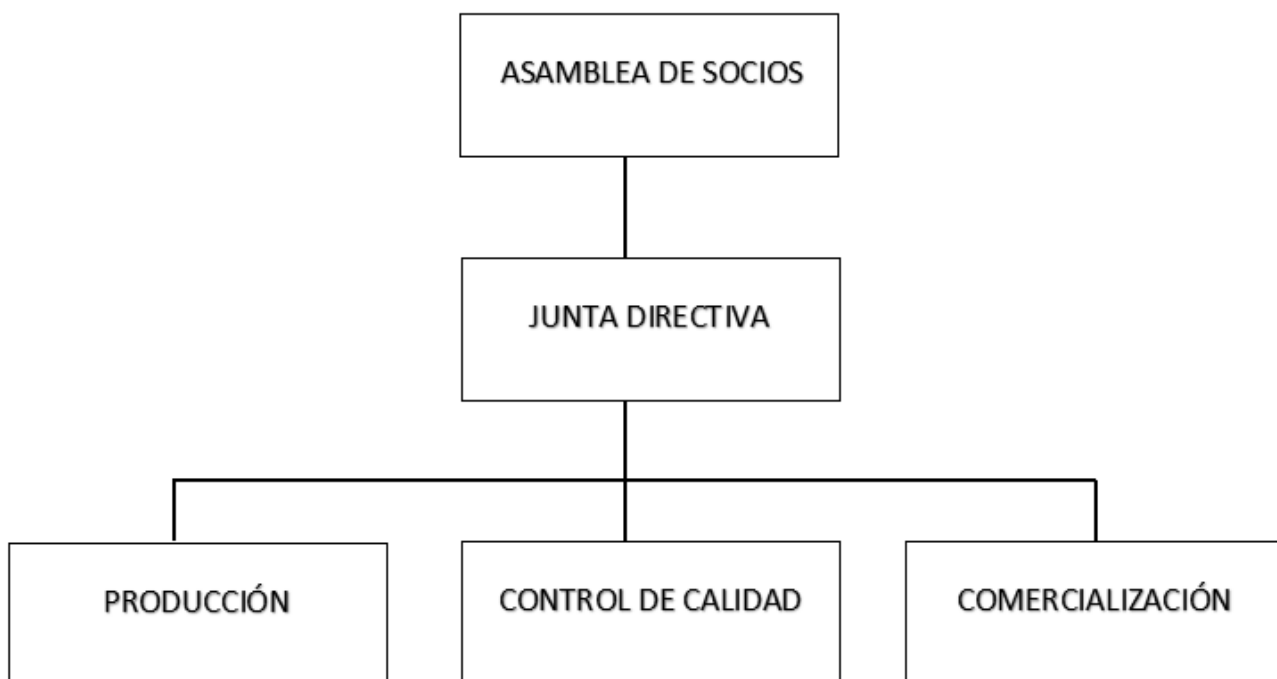 ASAMBLEA DE SOCIOS
JUNTA DIRECTIVA
PRODUCCIÓN
CONTROL DE CALIDAD
COMERCIALIZACIÓN